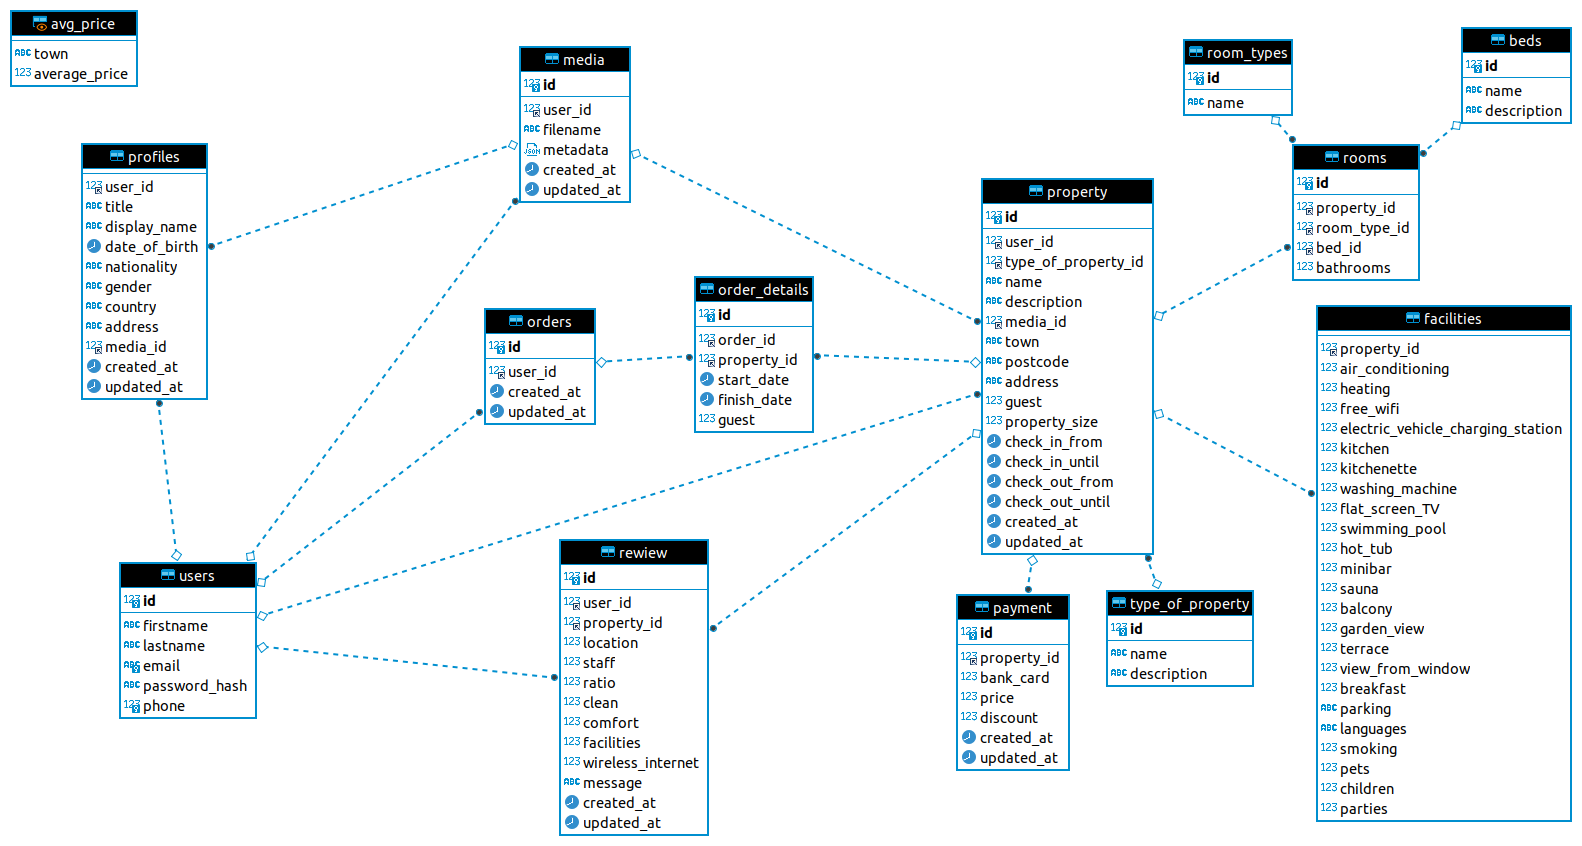 avg_price
town
average_price
media
id
user_id
filename
metadata
created_at
updated_at
room_types
id
name
beds
id
name
description
profiles
user_id
title
display_name
date_of_birth
nationality
gender
country
address
media_id
created_at
updated_at
rooms
id
property_id
room_type_id
bed_id
bathrooms
property
id
user_id
type_of_property_id
name
description
media_id
town
postcode
address
guest
property_size
check_in_from
check_in_until
check_out_from
check_out_until
created_at
updated_at
order_details
id
order_id
property_id
start_date
finish_date
guest
orders
id
user_id
created_at
updated_at
facilities
property_id
air_conditioning
heating
free_wifi
electric_vehicle_charging_station
kitchen
kitchenette
washing_machine
flat_screen_TV
swimming_pool
hot_tub
minibar
sauna
balcony
garden_view
terrace
view_from_window
breakfast
parking
languages
smoking
pets
children
parties
users
id
firstname
lastname
email
password_hash
phone
rewiew
id
user_id
property_id
location
staff
ratio
clean
comfort
facilities
wireless_internet
message
created_at
updated_at
payment
id
property_id
bank_card
price
discount
created_at
updated_at
type_of_property
id
name
description